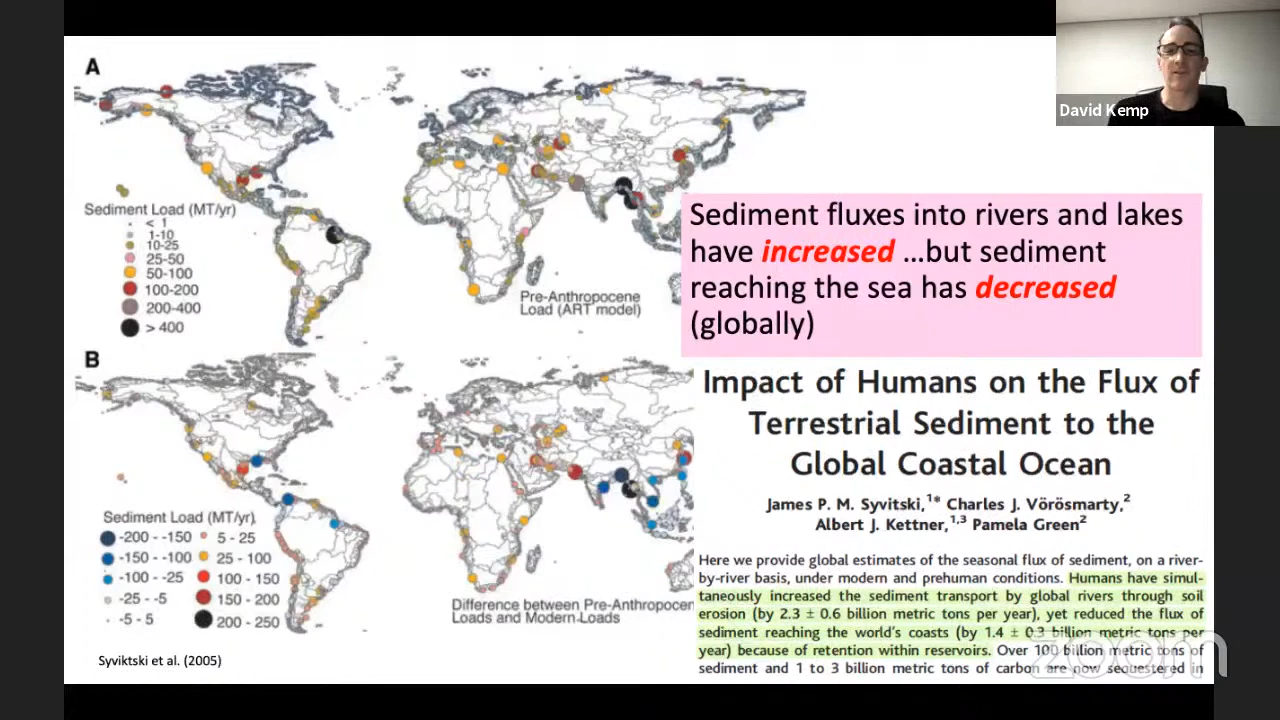 David Kemp
A
Sediment Load (MT/yr)
< 1
1-10
10-25
25-50
50-100
100-200
200-400
> 400
Pre-Anthropocene
Load (ART model)
Sediment fluxes into rivers and lakes
have increased ...but sediment
reaching the sea has decreased
(globally)
B
Sediment Load (MT/yr)
-200 - -150
-150 - -100
-100 - -25
-25 - -5
-5 - 5
5 - 25
25 - 100
100 - 150
150 - 200
200 - 250
Difference between Pre-Anthropocen
Loads and Modern Loads
Syviktski et al. (2005)
Impact of Humans on the Flux of
Terrestrial Sediment to the
Global Coastal Ocean
James P. M. Syvitski,1* Charles J. Vörösmarty,2
Albert J. Kettner,1,3 Pamela Green2
Here we provide global estimates of the seasonal flux of sediment, on a river-
by-river basis, under modern and prehuman conditions. Humans have simul-
taneously increased the sediment transport by global rivers through soil
erosion (by 2.3 ± 0.6 billion metric tons per year), yet reduced the flux of
sediment reaching the world's coasts (by 1.4 ± 0.3 billion metric tons per
year) because of retention within reservoirs. Over 100 billion metric tons of
sediment and 1 to 3 billion metric tons of carbon are now sequestered in
zoom